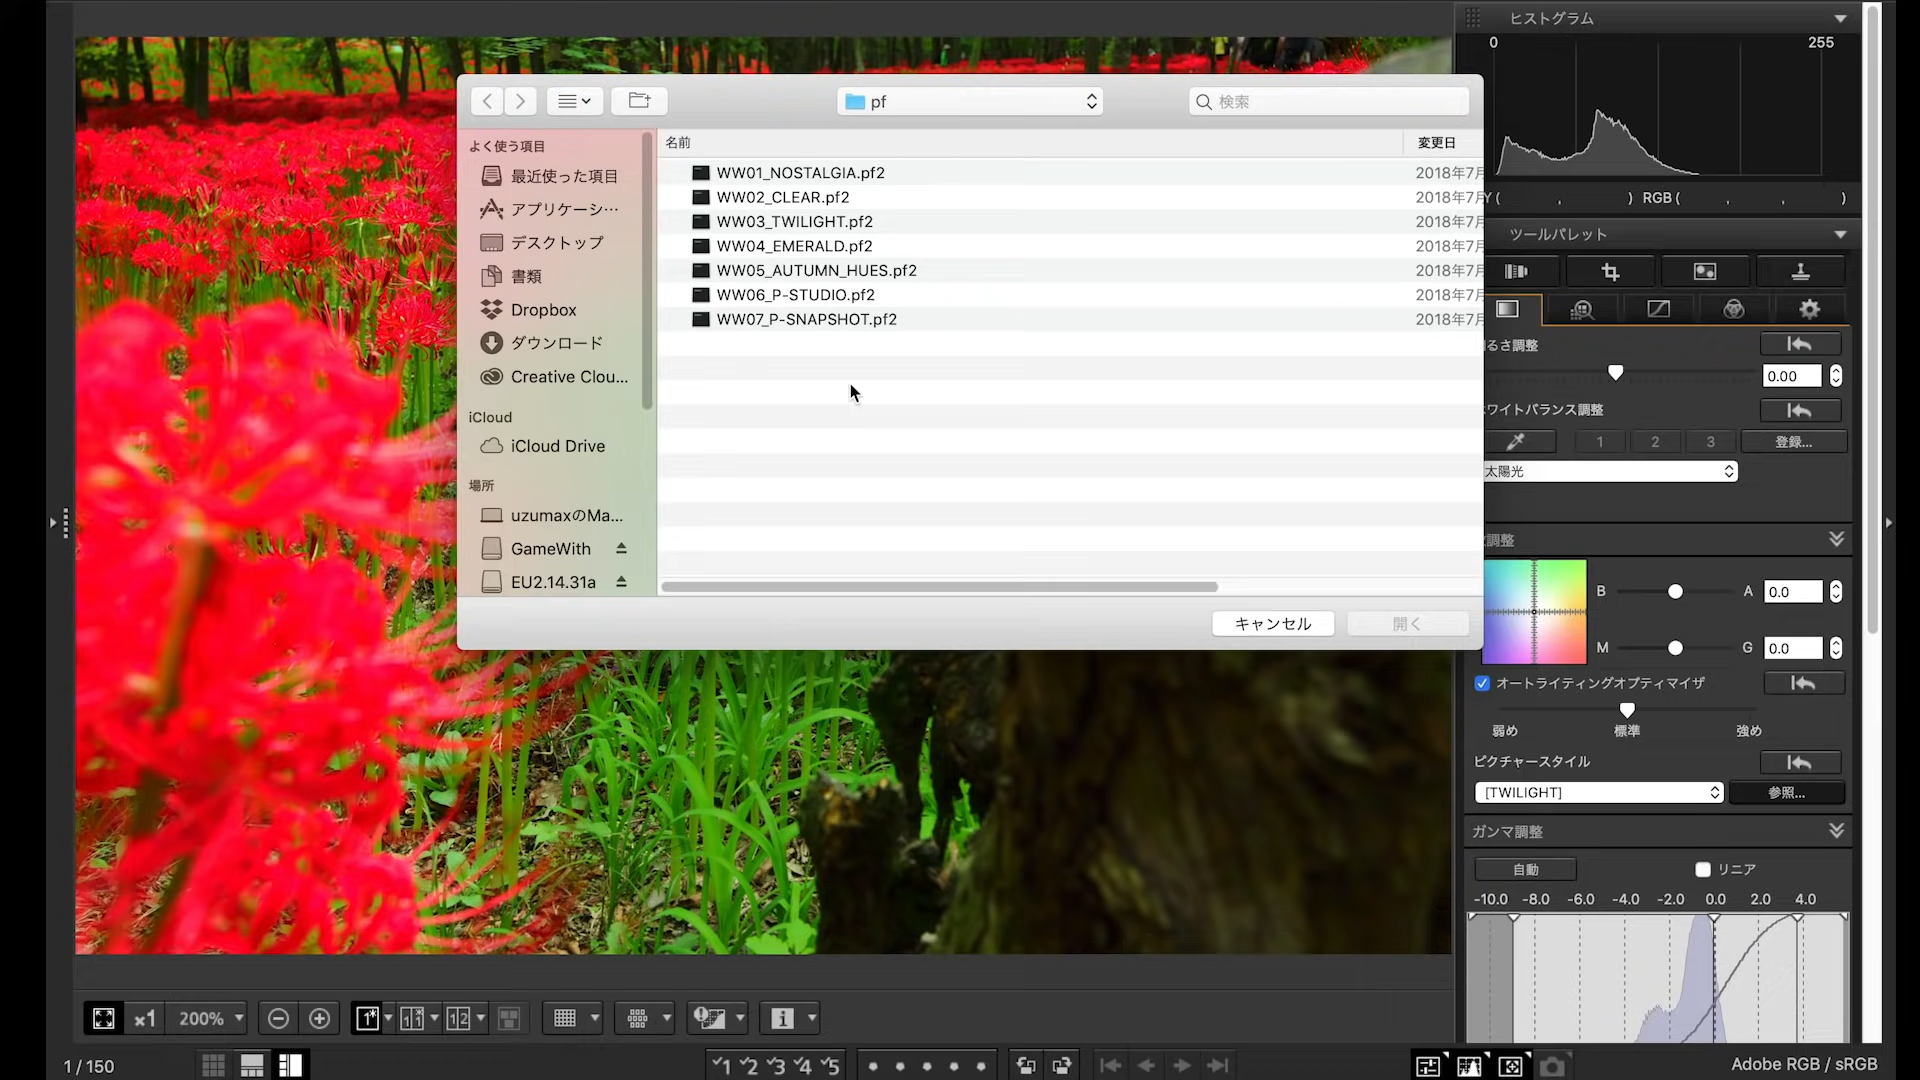 ヒストグラム
0 255
pf
検索
よく使う項目
最近使った項目
アプリケーシ…
デスクトップ
書類
Dropbox
ダウンロード
Creative Clou...
iCloud
iCloud Drive
場所
uzumaxのMa...
GameWith
EU2.14.31a
名前 変更日
WW01_NOSTALGIA.pf2 2018年7月
WW02_CLEAR.pf2 2018年7月
WW03_TWILIGHT.pf2 2018年7月
WW04_EMERALD.pf2 2018年7月
WW05_AUTUMN_HUES.pf2 2018年7月
WW06_P-STUDIO.pf2 2018年7月
WW07_P-SNAPSHOT.pf2 2018年7月
キャンセル 開く
Y ( , ) RGB ( , , )
ツールパレット
るさ調整
0.00
ワイトバランス調整
1 2 3 登録...
太陽光
調整
B A 0.0
M G 0.0
オートライティングオプティマイザ
弱め 標準 強め
ピクチャースタイル
[TWILIGHT] 参照...
ガンマ調整
自動 リニア
-10.0 -8.0 -6.0 -4.0 -2.0 0.0 2.0 4.0
x1 200%
1 / 150
1 2 3 4 5
Adobe RGB / sRGB